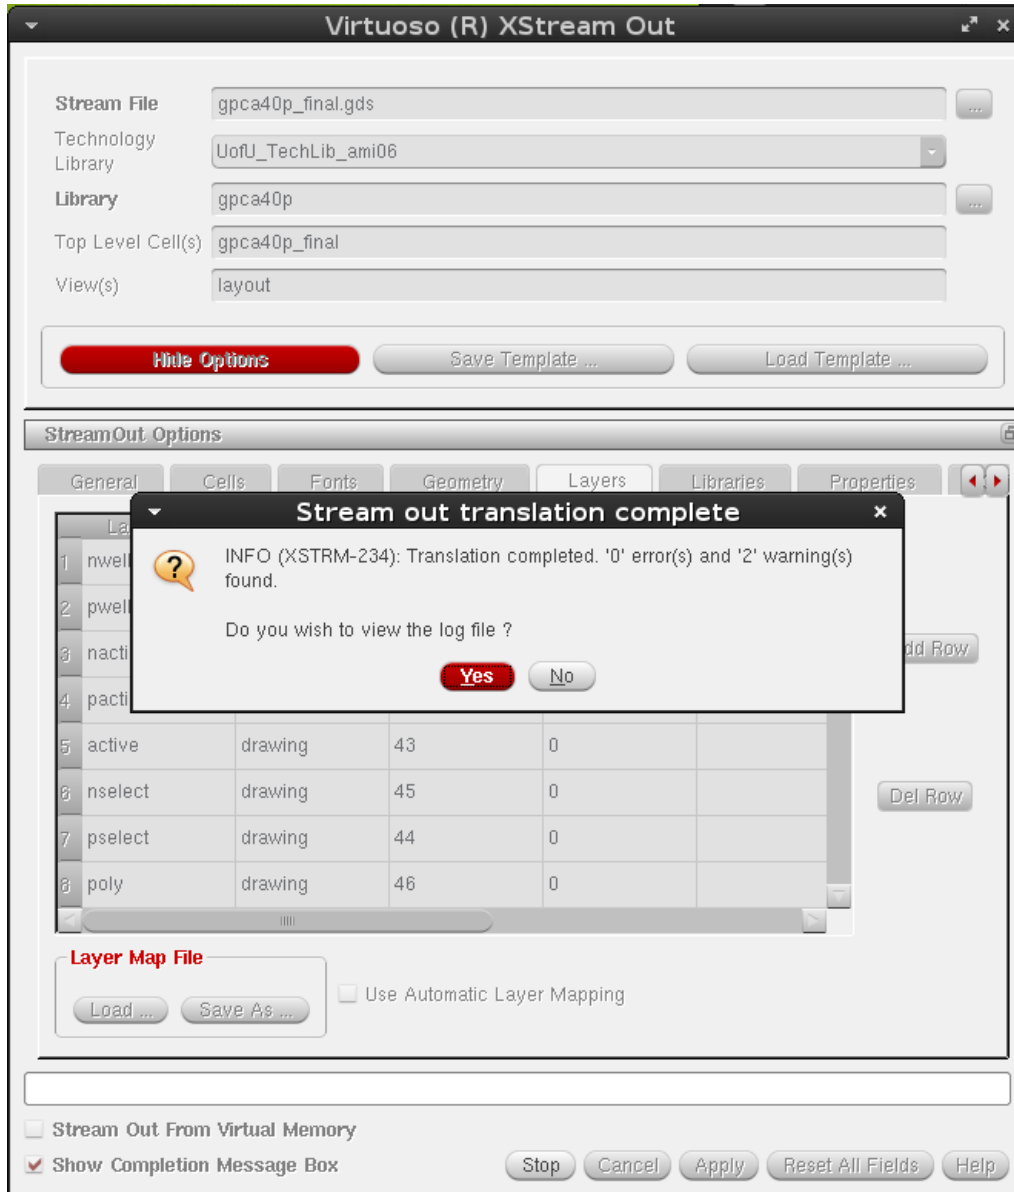 Virtuoso (R) XStream Out
Stream File gpca40p_final.gds ...
Technology
Library UofU_TechLib_ami06
Library gpca40p ...
Top Level Cell(s) gpca40p_final
View(s) layout
Hide Options Save Template ... Load Template ...
StreamOut Options
General Cells Fonts Geometry Layers Libraries Properties
Stream out translation complete
INFO (XSTRM-234): Translation completed. '0' error(s) and '2' warning(s)
found.
Do you wish to view the log file ?
Yes No
La
1 nwell
2 pwell
3 nacti
4 pacti
5 active drawing 43 0
6 nselect drawing 45 0
7 pselect drawing 44 0
8 poly drawing 46 0
dd Row
Del Row
Layer Map File
Load ... Save As ...
Use Automatic Layer Mapping
Stream Out From Virtual Memory
Show Completion Message Box
Stop Cancel Apply Reset All Fields Help